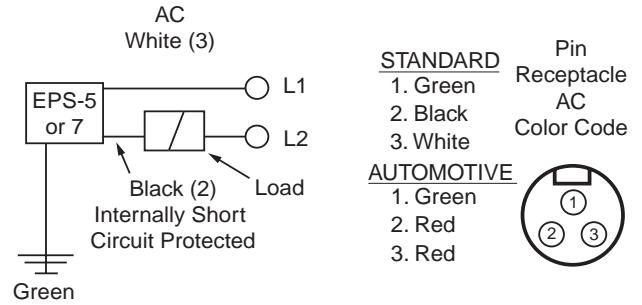 AC
White (3)
L1
EPS-5
or 7
L2
Black (2)
Load
Internally Short
Circuit Protected
Green
STANDARD
1. Green
2. Black
3. White
AUTOMOTIVE
1. Green
2. Red
3. Red
Pin
Receptacle
AC
Color Code
1
2
3